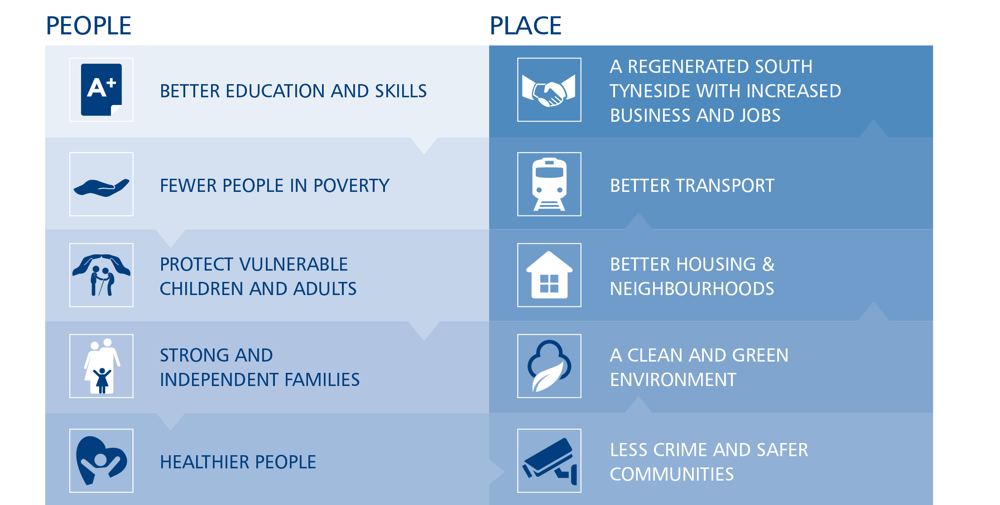 PEOPLE
A+
BETTER EDUCATION AND SKILLS
FEWER PEOPLE IN POVERTY
PROTECT VULNERABLE
CHILDREN AND ADULTS
STRONG AND
INDEPENDENT FAMILIES
HEALTHIER PEOPLE
PLACE
A REGENERATED SOUTH
TYNESIDE WITH INCREASED
BUSINESS AND JOBS
BETTER TRANSPORT
BETTER HOUSING &
NEIGHBOURHOODS
A CLEAN AND GREEN
ENVIRONMENT
LESS CRIME AND SAFER
COMMUNITIES